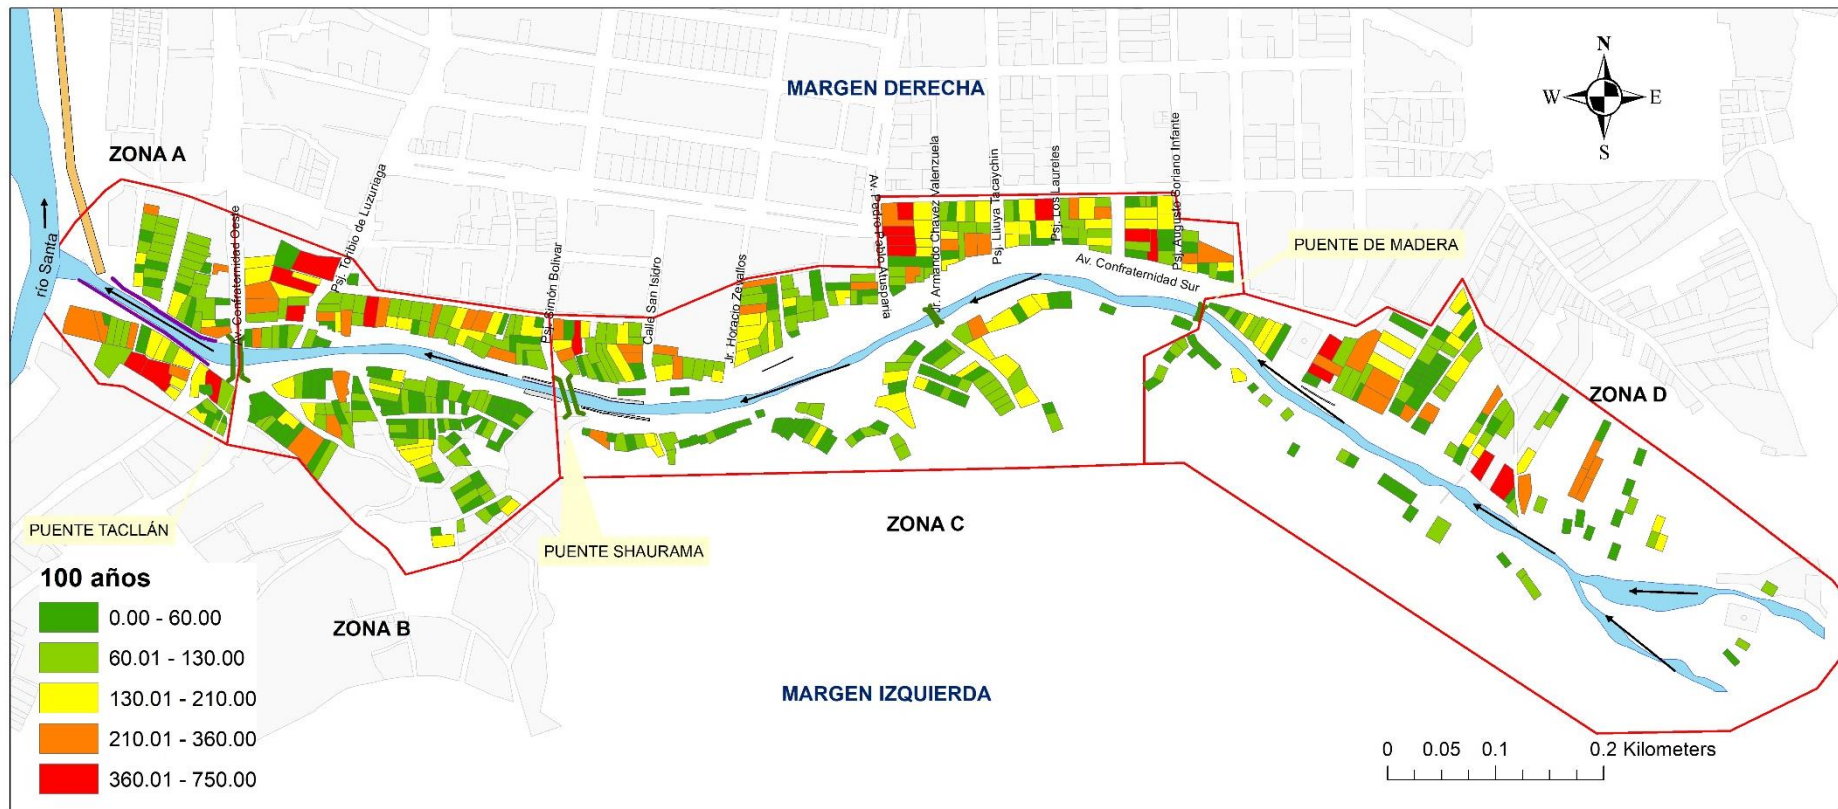 MARGEN DERECHA
N
W
E
S
ZONA A
río Santa
Av. Confraternidad Oeste
Psj. Toribio de Luzuriaga
Psj. Simón Bolivar
Calle San Isidro
Jr. Horacio Zevallos
Av. Pedro Pablo Atusparia
Jr. Armando Chavez Valenzuela
Psj. Lliuya Tacaychin
Psj. Los Laureles
Psj. Augusto Soriano Infante
Av. Confraternidad Sur
PUENTE DE MADERA
ZONA D
PUENTE TACLLÁN
PUENTE SHAURAMA
ZONA C
ZONA B
MARGEN IZQUIERDA
100 años
0.00 - 60.00
60.01 - 130.00
130.01 - 210.00
210.01 - 360.00
360.01 - 750.00
0 0.05 0.1 0.2 Kilometers